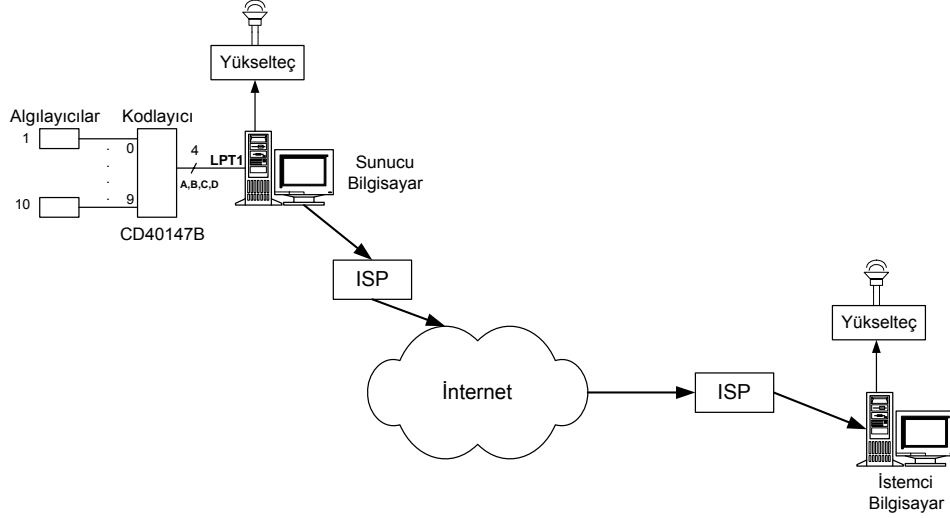 Yükselteç
Algılayıcılar
Kodlayıcı
1
0
4
LPT1
A,B,C,D
10
9
CD40147B
Sunucu
Bilgisayar
ISP
İnternet
ISP
Yükselteç
İstemci
Bilgisayar